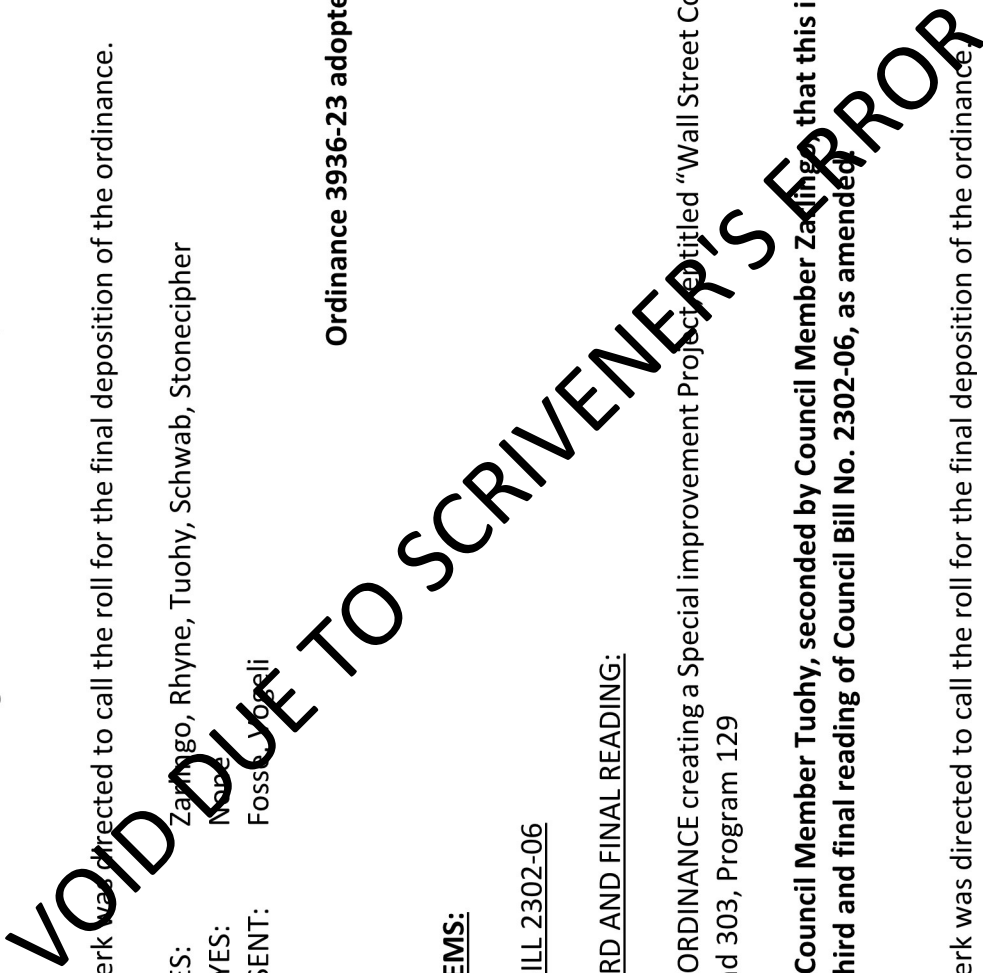 erk was directed to call the roll for the final deposition of the ordinance.
ES: Zarlingo, Rhyne, Tuohy, Schwab, Stonecipher
YES: None
SENT: Fosse, Vogeli
Ordinance 3936-23 adopte
EMS:
ILL 2302-06
RD AND FINAL READING:
ORDINANCE creating a Special improvement Project entitled “Wall Street Co
nd 303, Program 129
Council Member Tuohy, seconded by Council Member Zarlingo, that this i
hird and final reading of Council Bill No. 2302-06, as amended.
erk was directed to call the roll for the final deposition of the ordinance.
VOID DUE TO SCRIVENER'S ERROR